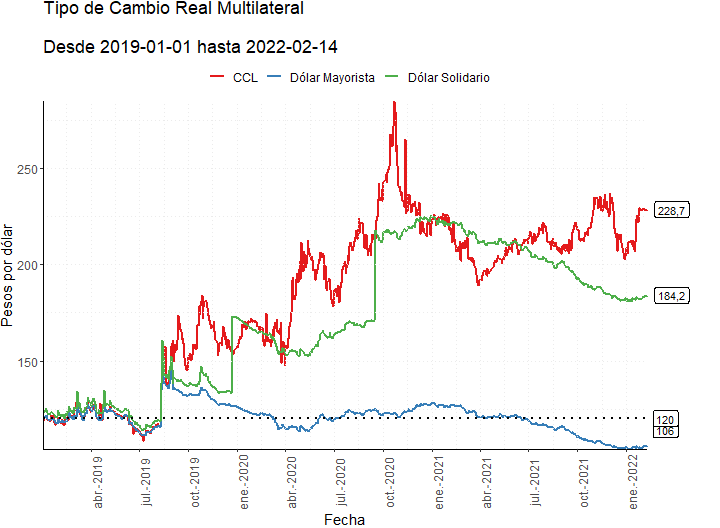 Tipo de Cambio Real Multilateral
Desde 2019-01-01 hasta 2022-02-14
CCL Dólar Mayorista Dólar Solidario
Pesos por dólar
250
200
150
228,7
184,2
120
106
abr.-2019
jul.-2019
oct.-2019
ene.-2020
abr.-2020
jul.-2020
oct.-2020
ene.-2021
abr.-2021
jul.-2021
oct.-2021
ene.-2022
Fecha